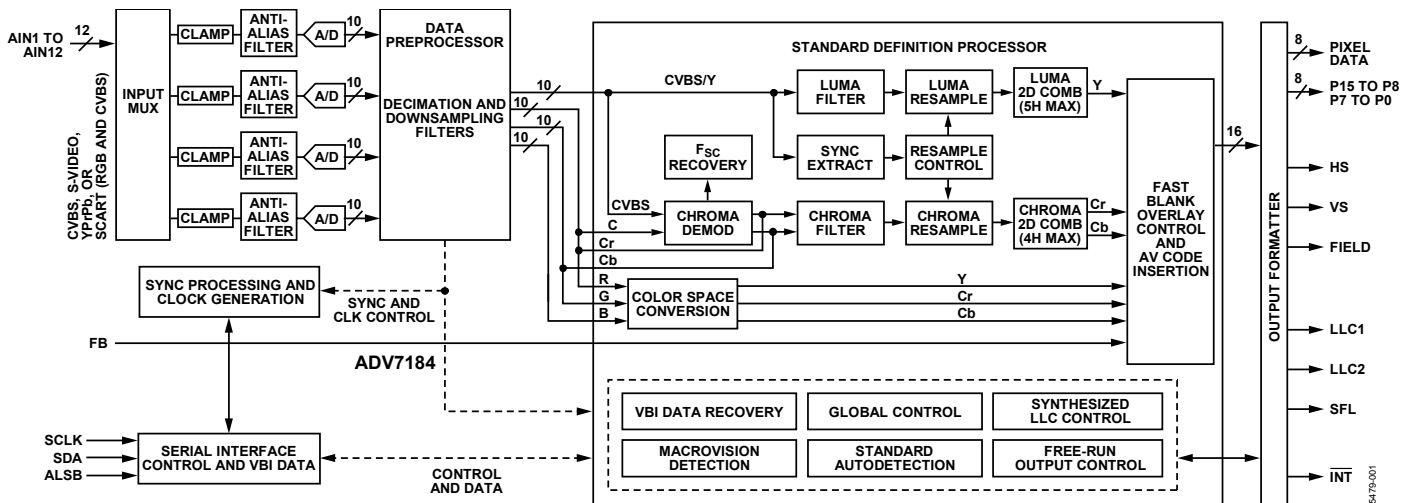 AIN1 TO
AIN12
12
CVBS, S-VIDEO,
YPrPb, OR
SCART (RGB AND CVBS)
INPUT
MUX
CLAMP
ANTI-
ALIAS
FILTER
A/D
10
CLAMP
ANTI-
ALIAS
FILTER
A/D
10
CLAMP
ANTI-
ALIAS
FILTER
A/D
10
CLAMP
ANTI-
ALIAS
FILTER
A/D
10
DATA
PREPROCESSOR
DECIMATION AND
DOWNSAMPLING
FILTERS
10
10
10
10
STANDARD DEFINITION PROCESSOR
CVBS/Y
LUMA
FILTER
LUMA
RESAMPLE
LUMA
2D COMB
(5H MAX)
Y
FSC
RECOVERY
SYNC
EXTRACT
RESAMPLE
CONTROL
CVBS
C
Cr
Cb
CHROMA
DEMOD
CHROMA
FILTER
CHROMA
RESAMPLE
CHROMA
2D COMB
(4H MAX)
Cr
Cb
R
G
B
COLOR SPACE
CONVERSION
Y
Cr
Cb
FAST
BLANK
OVERLAY
CONTROL
AND
AV CODE
INSERTION
16
OUTPUT FORMATTER
8
PIXEL
DATA
8
P15 TO P8
P7 TO P0
HS
VS
FIELD
LLC1
LLC2
SFL
INT
SYNC PROCESSING AND
CLOCK GENERATION
SYNC AND
CLK CONTROL
FB
ADV7184
SCLK
SDA
ALSB
SERIAL INTERFACE
CONTROL AND VBI DATA
CONTROL
AND DATA
VBI DATA RECOVERY
GLOBAL CONTROL
SYNTHESIZED
LLC CONTROL
MACROVISION
DETECTION
STANDARD
AUTODETECTION
FREE-RUN
OUTPUT CONTROL
5479-001